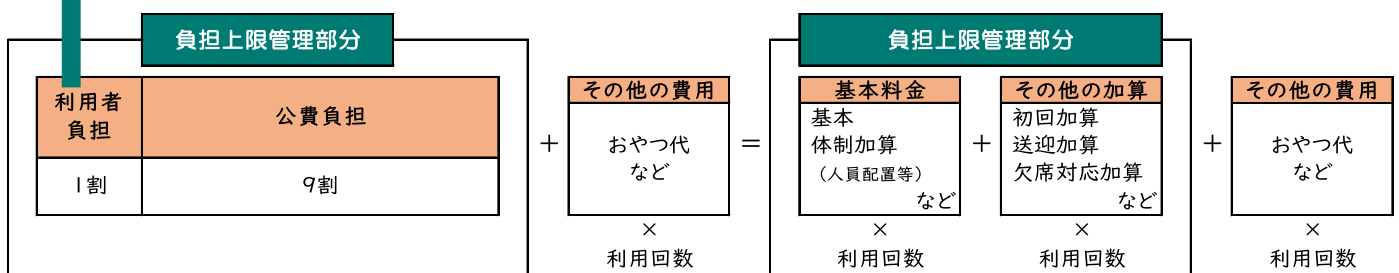 負担上限管理部分
利用者
負担
公費負担
1割
9割
+
その他の費用
おやつ代
など
×
利用回数
=
負担上限管理部分
基本料金
基本
体制加算
(人員配置等)
など
×
利用回数
+
その他の加算
初回加算
送迎加算
欠席対応加算
など
×
利用回数
+
その他の費用
おやつ代
など
×
利用回数